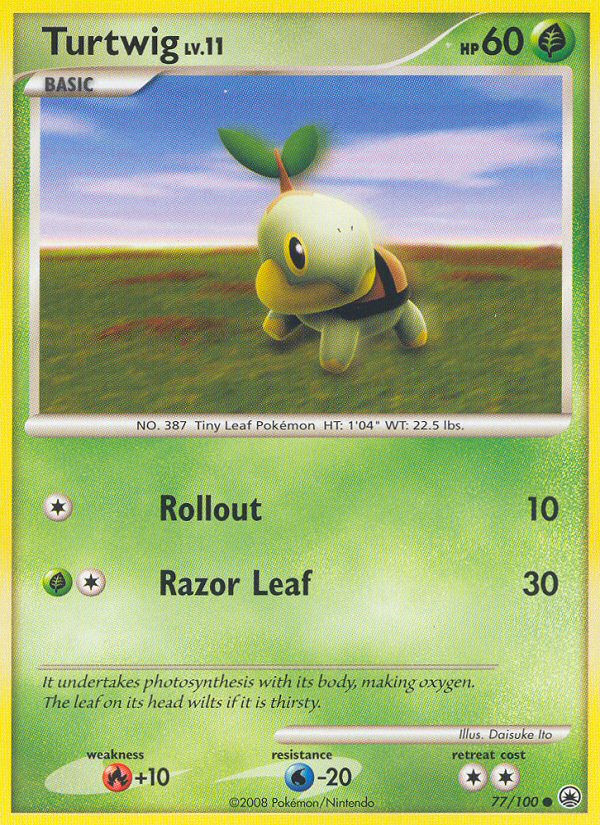 Turtwig LV.11 HP 60
BASIC
NO. 387 Tiny Leaf Pokémon HT: 1'04" WT: 22.5 lbs.
Rollout 10
Razor Leaf 30
It undertakes photosynthesis with its body, making oxygen.
The leaf on its head wilts if it is thirsty.
Illus. Daisuke Ito
weakness resistance retreat cost
+10 -20
©2008 Pokémon/Nintendo 77/100